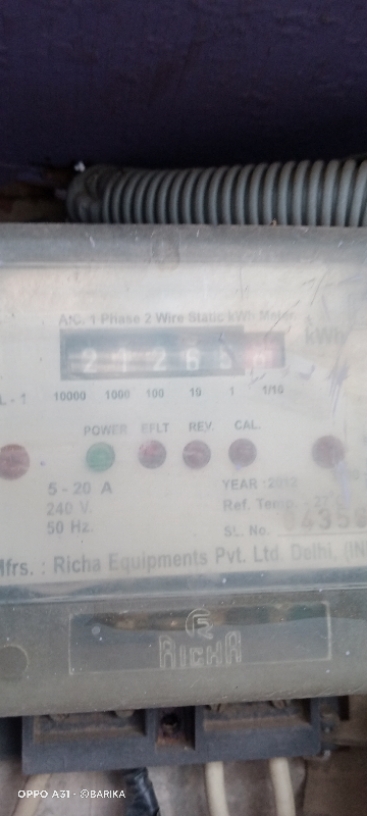 A.C. 1 Phase 2 Wire Static kWh Meter
kWh
2 1 2 6
10000 1000 100 10 1 1/10
POWER EFLT REV. CAL.
5 - 20 A
YEAR : 2012
240 V.
Ref. Temp.
50 Hz.
SL. No.
Mfrs. : Richa Equipments Pvt. Ltd. Delhi, (IN
RICHA
OPPO A31 · ©BARIKA